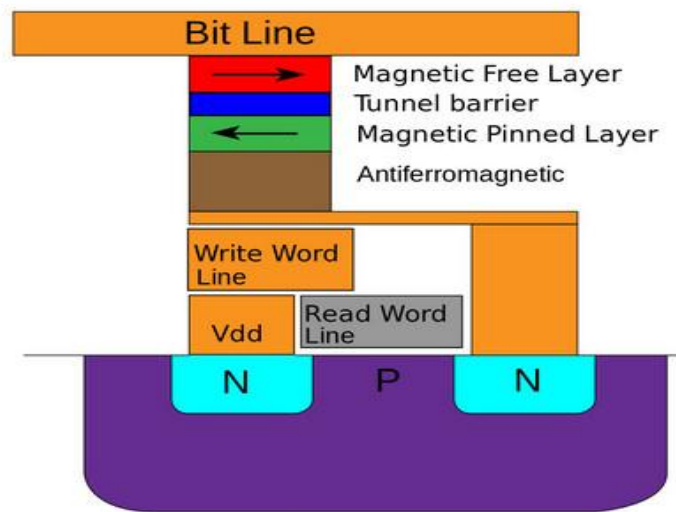 Bit Line
Magnetic Free Layer
Tunnel barrier
Magnetic Pinned Layer
Antiferromagnetic
Write Word
Line
Vdd
Read Word
Line
N
P
N